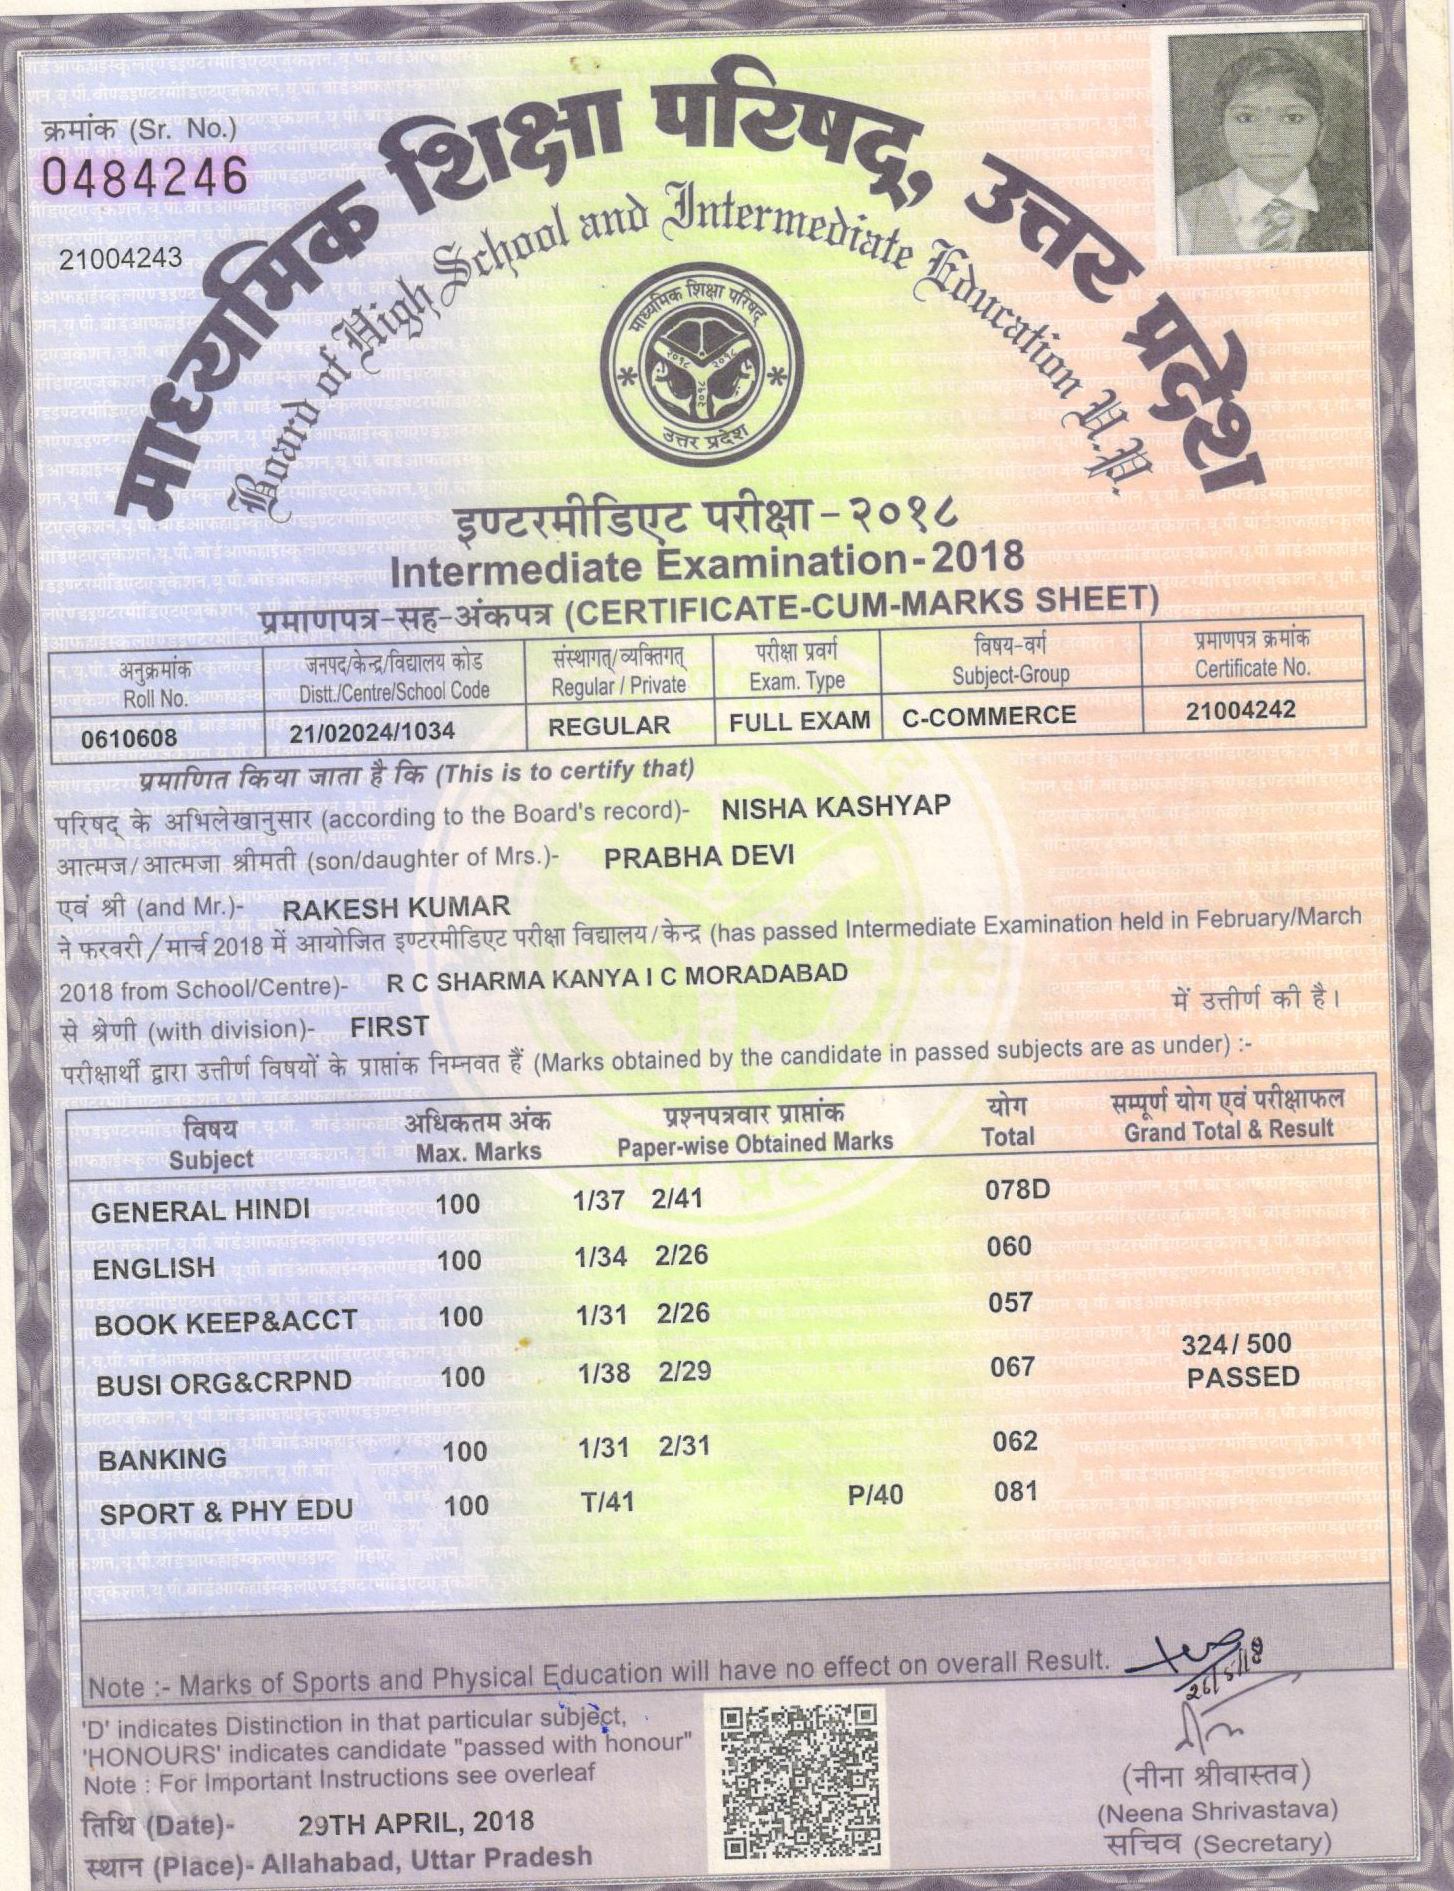 क्रमांक (Sr. No.)
0484246
21004243
माध्यमिक शिक्षा परिषद्, उत्तर प्रदेश
Board of High School and Intermediate Education U.P.
माध्यमिक शिक्षा परिषद्
२०१८ २०१८
२०१८
उत्तर प्रदेश
इण्टरमीडिएट परीक्षा - २०१८
Intermediate Examination - 2018
प्रमाणपत्र-सह-अंकपत्र (CERTIFICATE-CUM-MARKS SHEET)
अनुक्रमांक जनपद/केन्द्र/विद्यालय कोड संस्थागत्/व्यक्तिगत् परीक्षा प्रवर्ग विषय-वर्ग प्रमाणपत्र क्रमांक
Roll No. Distt./Centre/School Code Regular / Private Exam. Type Subject-Group Certificate No.
0610608 21/02024/1034 REGULAR FULL EXAM C-COMMERCE 21004242
प्रमाणित किया जाता है कि (This is to certify that)
परिषद् के अभिलेखानुसार (according to the Board's record)- NISHA KASHYAP
आत्मज/आत्मजा श्रीमती (son/daughter of Mrs.)- PRABHA DEVI
एवं श्री (and Mr.)- RAKESH KUMAR
ने फरवरी/मार्च 2018 में आयोजित इण्टरमीडिएट परीक्षा विद्यालय/केन्द्र (has passed Intermediate Examination held in February/March
2018 from School/Centre)- R C SHARMA KANYA I C MORADABAD
में उत्तीर्ण की है।
से श्रेणी (with division)- FIRST
परीक्षार्थी द्वारा उत्तीर्ण विषयों के प्राप्तांक निम्नवत हैं (Marks obtained by the candidate in passed subjects are as under) :-
विषय अधिकतम अंक प्रश्नपत्रवार प्राप्तांक योग सम्पूर्ण योग एवं परीक्षाफल
Subject Max. Marks Paper-wise Obtained Marks Total Grand Total & Result
GENERAL HINDI 100 1/37 2/41 078D
ENGLISH 100 1/34 2/26 060
BOOK KEEP&ACCT 100 1/31 2/26 057
324/ 500
BUSI ORG&CRPND 100 1/38 2/29 067 PASSED
BANKING 100 1/31 2/31 062
SPORT & PHY EDU 100 T/41 P/40 081
Note :- Marks of Sports and Physical Education will have no effect on overall Result.
26/5/18
'D' indicates Distinction in that particular subject,
'HONOURS' indicates candidate "passed with honour"
Note : For Important Instructions see overleaf
तिथि (Date)- 29TH APRIL, 2018
स्थान (Place)- Allahabad, Uttar Pradesh
(नीना श्रीवास्तव)
(Neena Shrivastava)
सचिव (Secretary)